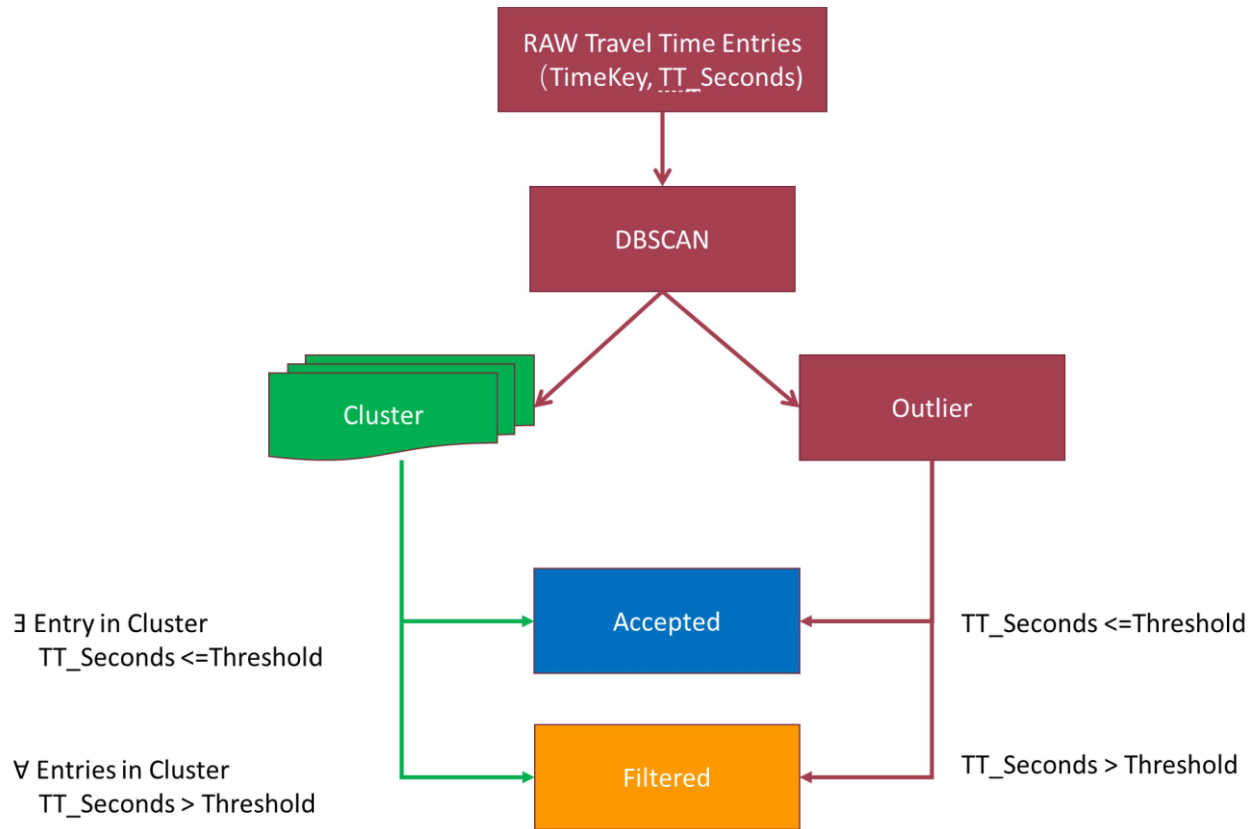 RAW Travel Time Entries
(TimeKey, TT_Seconds)
DBSCAN
Cluster
Outlier
Accepted
∃ Entry in Cluster
TT_Seconds <=Threshold
TT_Seconds <=Threshold
Filtered
∀ Entries in Cluster
TT_Seconds > Threshold
TT_Seconds > Threshold